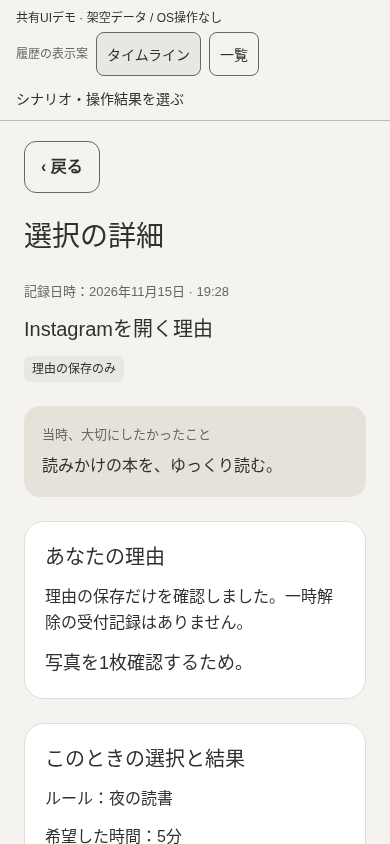 共有UIデモ · 架空データ / OS操作なし
履歴の表示案 タイムライン 一覧
シナリオ・操作結果を選ぶ
‹ 戻る
選択の詳細
記録日時：2026年11月15日 · 19:28
Instagramを開く理由
理由の保存のみ
当時、大切にしたかったこと
読みかけの本を、ゆっくり読む。
あなたの理由
理由の保存だけを確認しました。一時解
除の受付記録はありません。
写真を1枚確認するため。
このときの選択と結果
ルール：夜の読書
希望した時間：5分